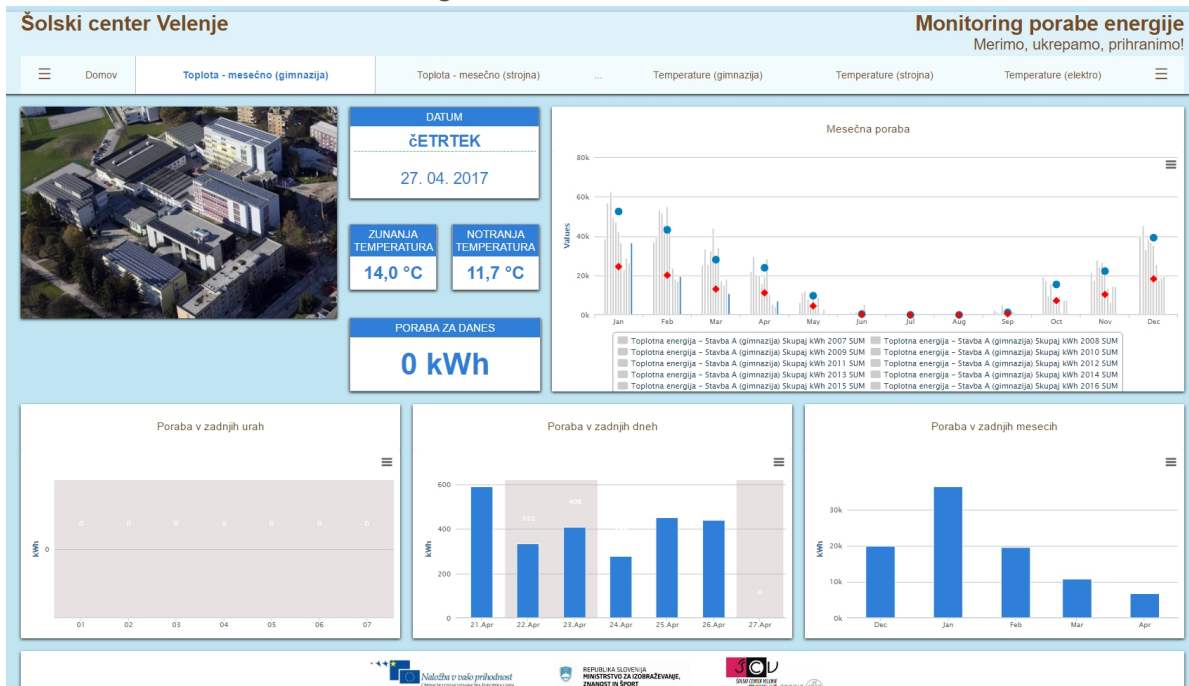 Šolski center Velenje
Monitoring porabe energije
Merimo, ukrepamo, prihranimo!
Domov
Toplota - mesečno (gimnazija)
Toplota - mesečno (strojna)
...
Temperature (gimnazija)
Temperature (strojna)
Temperature (elektro)
DATUM
čETRTEK
27. 04. 2017
ZUNANJA
TEMPERATURA
14,0 °C
NOTRANJA
TEMPERATURA
11,7 °C
PORABA ZA DANES
0 kWh
Mesečna poraba
Values
80k
60k
40k
20k
0k
Jan Feb Mar Apr May Jun Jul Aug Sep Oct Nov Dec
Toplotna energija – Stavba A (gimnazija) Skupaj kWh 2007 SUM Toplotna energija – Stavba A (gimnazija) Skupaj kWh 2008 SUM
Toplotna energija – Stavba A (gimnazija) Skupaj kWh 2009 SUM Toplotna energija – Stavba A (gimnazija) Skupaj kWh 2010 SUM
Toplotna energija – Stavba A (gimnazija) Skupaj kWh 2011 SUM Toplotna energija – Stavba A (gimnazija) Skupaj kWh 2012 SUM
Toplotna energija – Stavba A (gimnazija) Skupaj kWh 2013 SUM Toplotna energija – Stavba A (gimnazija) Skupaj kWh 2014 SUM
Toplotna energija – Stavba A (gimnazija) Skupaj kWh 2015 SUM Toplotna energija – Stavba A (gimnazija) Skupaj kWh 2016 SUM
Poraba v zadnjih urah
kWh
0 0 0 0 0 0 0
0
01 02 03 04 05 06 07
Poraba v zadnjih dneh
kWh
600
400
200
0
333
408
0
21.Apr 22.Apr 23.Apr 24.Apr 25.Apr 26.Apr 27.Apr
Poraba v zadnjih mesecih
kWh
30k
20k
10k
0k
Dec Jan Feb Mar Apr
Naložba v vašo prihodnost
REPUBLIKA SLOVENIJA
MINISTRSTVO ZA IZOBRAŽEVANJE,
ZNANOST IN ŠPORT
ŠCV
ŠOLSKI CENTER VELENJE